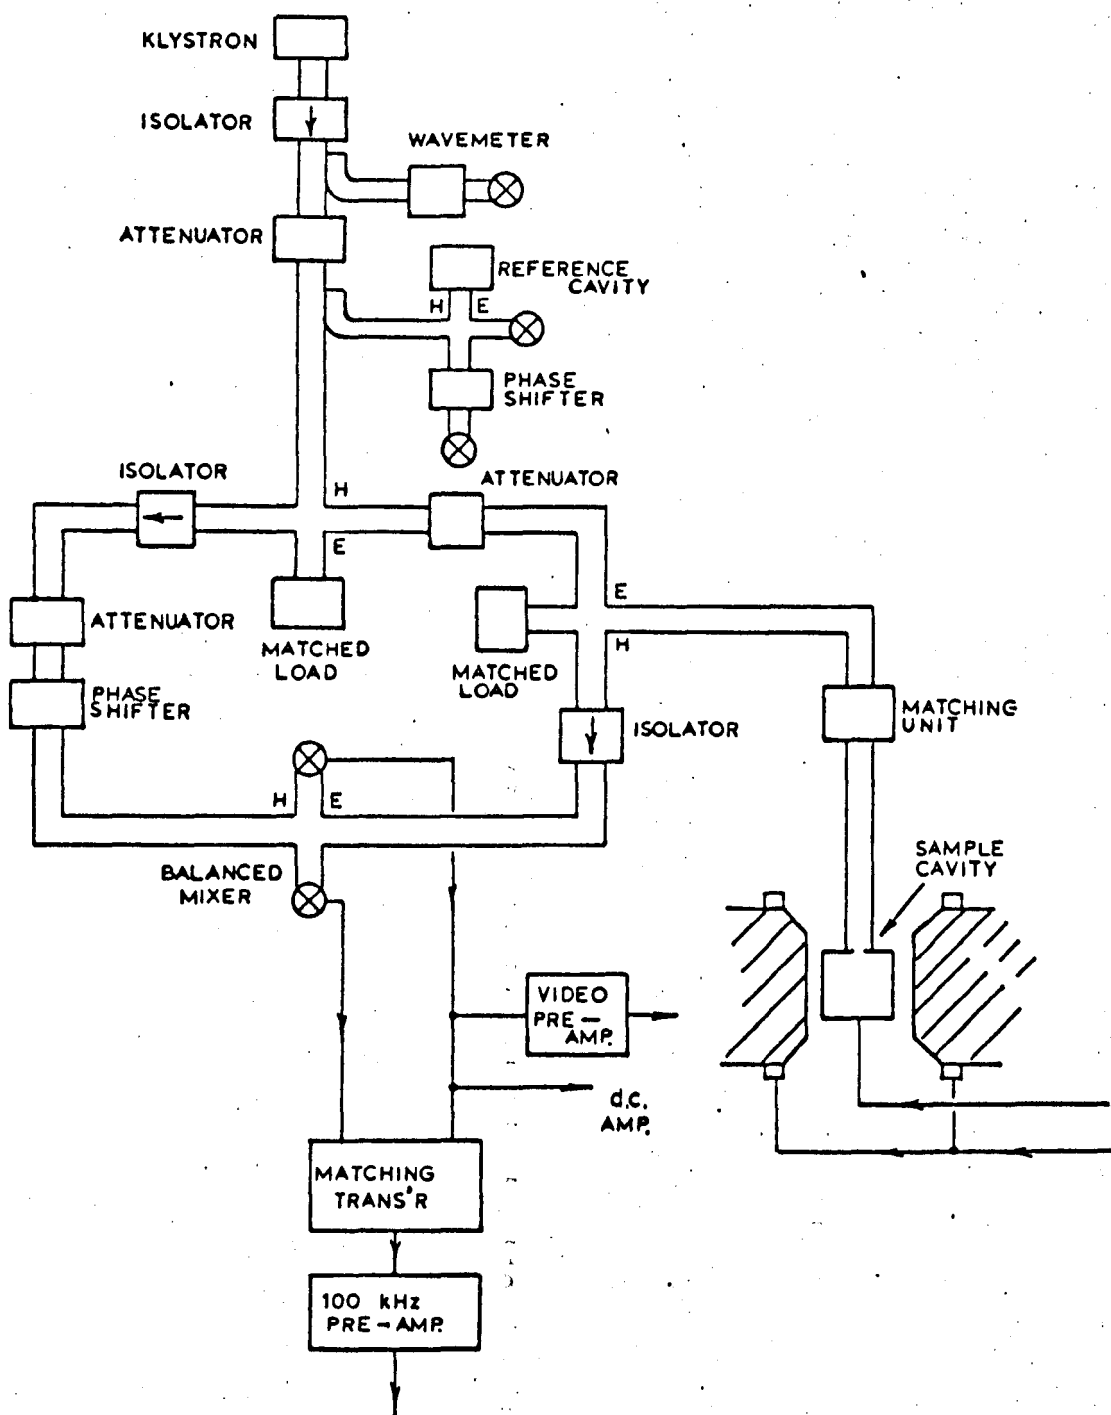 KLYSTRON
ISOLATOR
WAVEMETER
ATTENUATOR
REFERENCE
CAVITY
H E
PHASE
SHIFTER
ISOLATOR
H
ATTENUATOR
E
MATCHED
LOAD
ATTENUATOR
PHASE
SHIFTER
E
H
MATCHED
LOAD
MATCHING
UNIT
ISOLATOR
H E
BALANCED
MIXER
SAMPLE
CAVITY
VIDEO
PRE-
AMP.
d.c.
AMP.
MATCHING
TRANS'R
100 kHz
PRE-AMP.